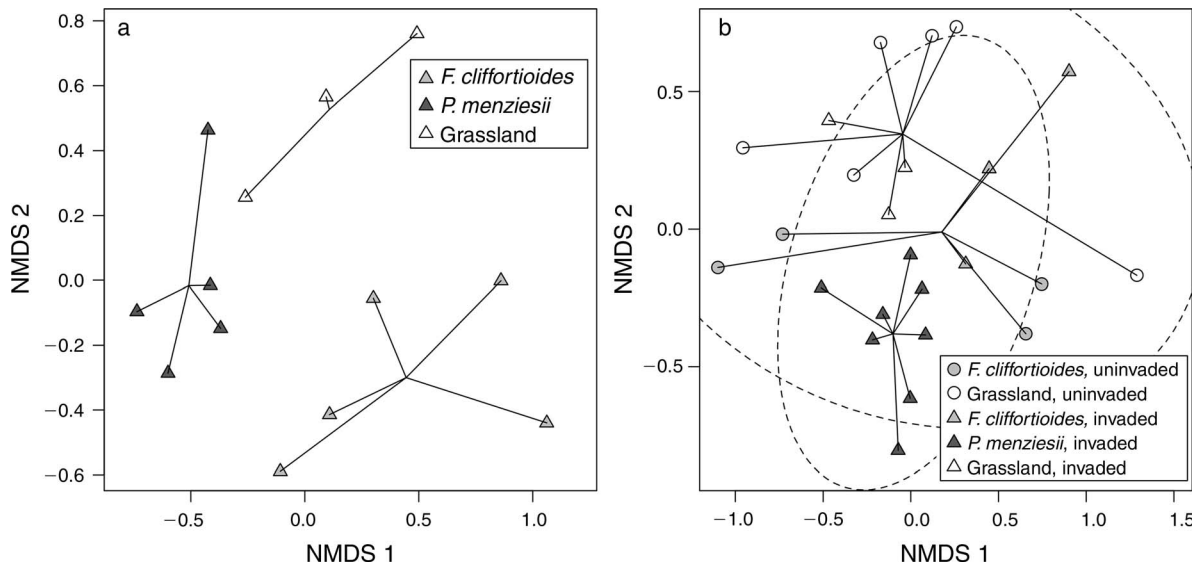 a
F. cliffortioides
P. menziesii
Grassland
0.8
0.6
0.4
0.2
0.0
−0.2
−0.4
−0.6
NMDS 2
−0.5
0.0
0.5
1.0
NMDS 1
b
0.5
0.0
−0.5
NMDS 2
F. cliffortioides, uninvaded
Grassland, uninvaded
F. cliffortioides, invaded
P. menziesii, invaded
Grassland, invaded
−1.0
−0.5
0.0
0.5
1.0
1.5
NMDS 1